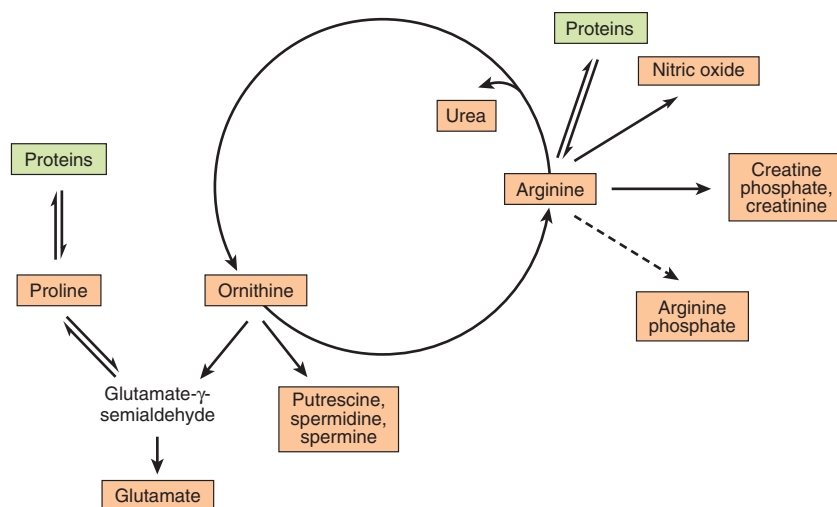 Proteins
Nitric oxide
Urea
Proteins
Arginine
Creatine
phosphate,
creatinine
Proline
Ornithine
Arginine
phosphate
Glutamate-γ-
semialdehyde
Putrescine,
spermidine,
spermine
Glutamate